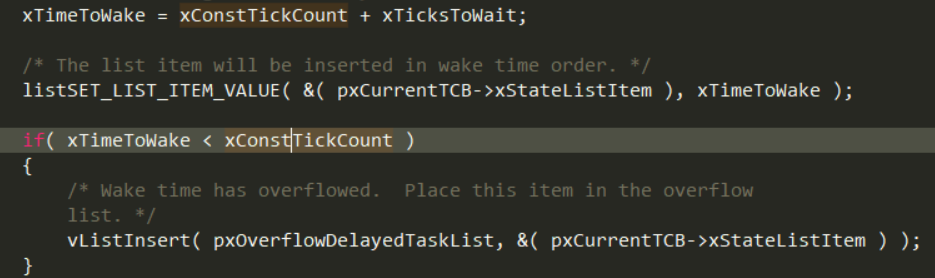 xTimeToWake = xConstTickCount + xTicksToWait;
/* The list item will be inserted in wake time order. */
listSET_LIST_ITEM_VALUE( &( pxCurrentTCB->xStateListItem ), xTimeToWake );
if( xTimeToWake < xConstTickCount )
{
/* Wake time has overflowed.  Place this item in the overflow
list. */
vListInsert( pxOverflowDelayedTaskList, &( pxCurrentTCB->xStateListItem ) );
}